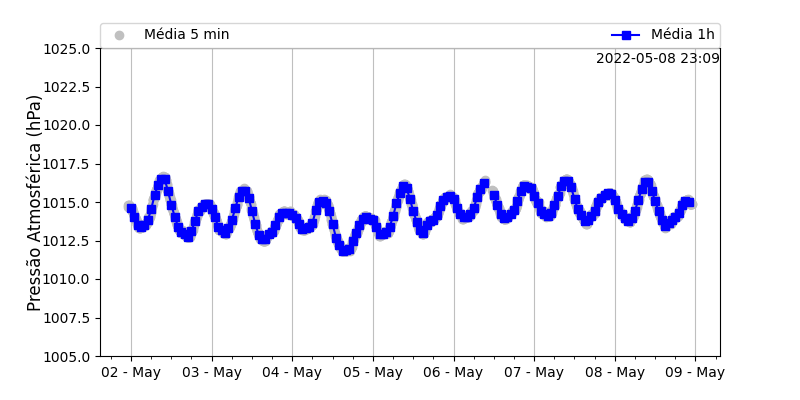 Média 5 min
Média 1h
2022-05-08 23:09
Pressão Atmosférica (hPa)
1025.0
1022.5
1020.0
1017.5
1015.0
1012.5
1010.0
1007.5
1005.0
02 - May 03 - May 04 - May 05 - May 06 - May 07 - May 08 - May 09 - May